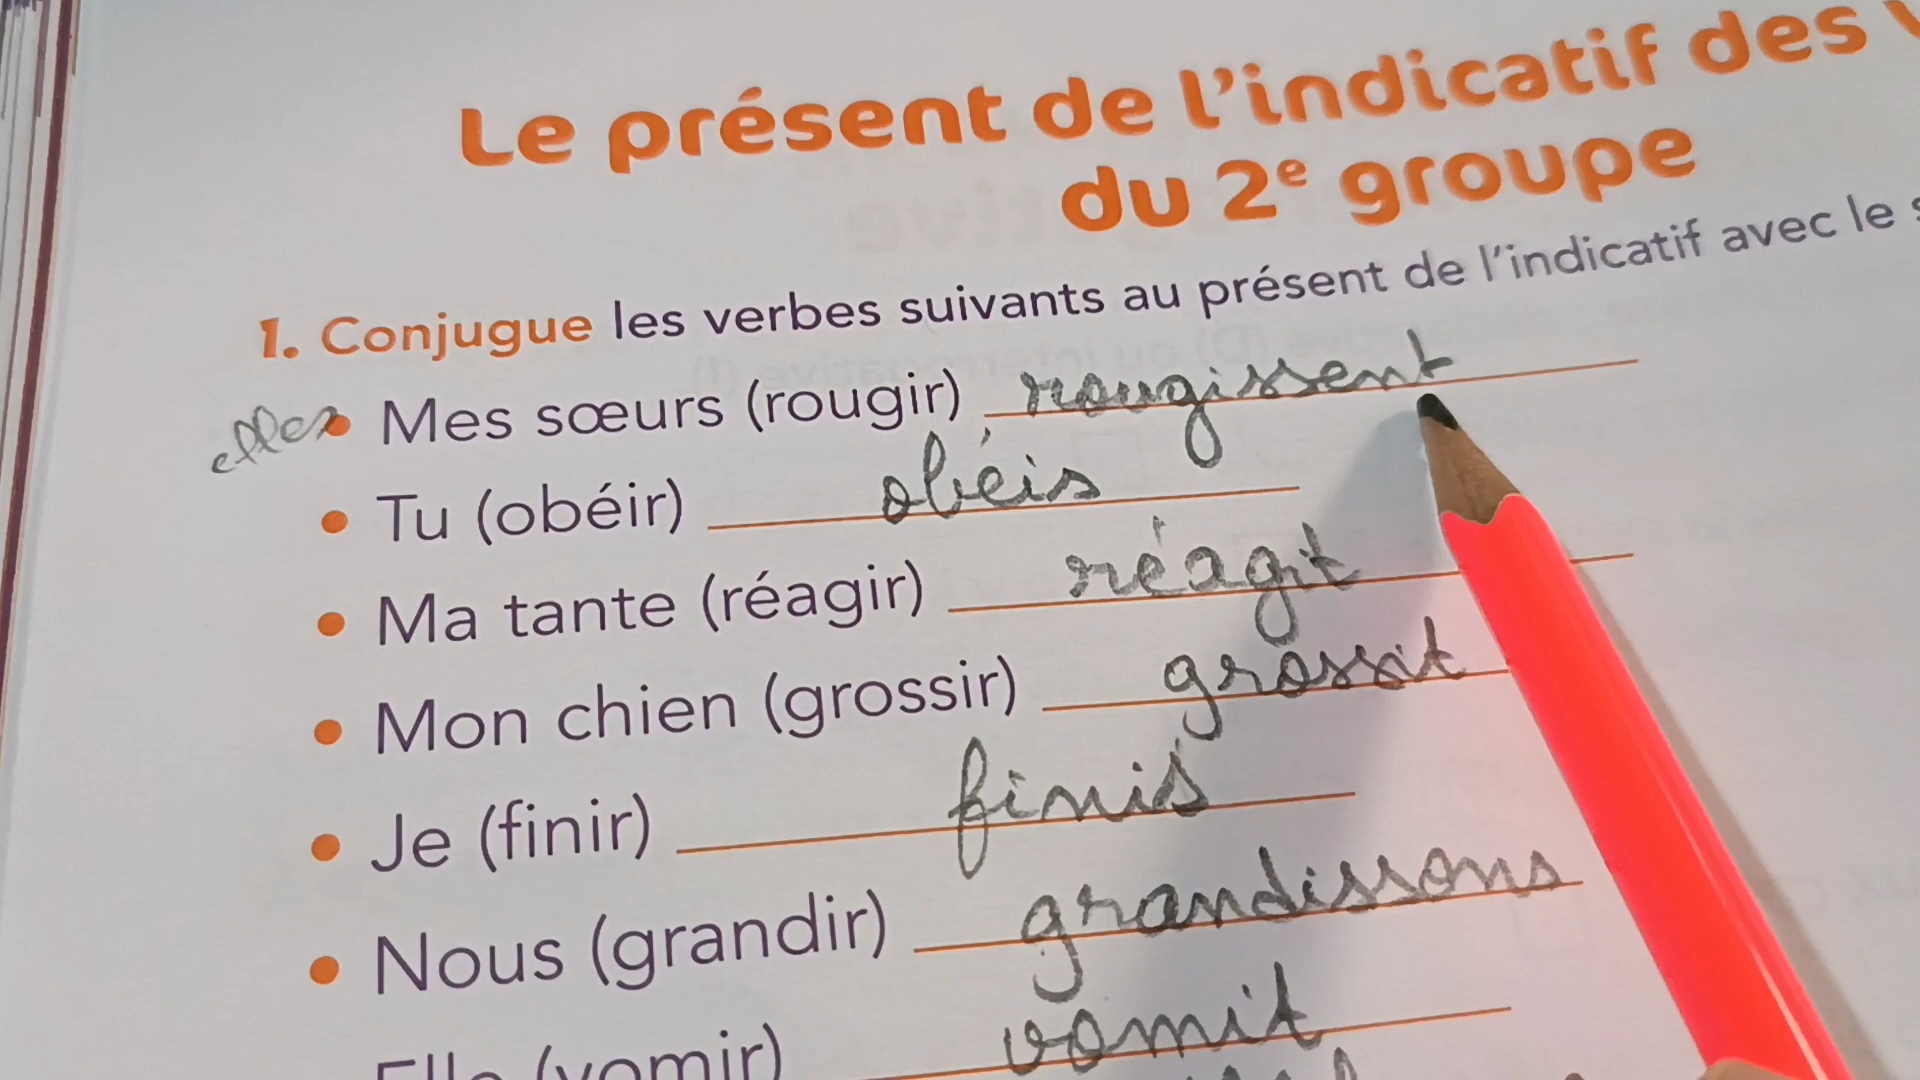 Le présent de l'indicatif des
du 2e groupe
1. Conjugue les verbes suivants au présent de l'indicatif avec le
elles • Mes sœurs (rougir) rougissent
• Tu (obéir) obéis
• Ma tante (réagir) réagit
• Mon chien (grossir) grossit
• Je (finir) finis
• Nous (grandir) grandissons
Elle (vomir) vomit